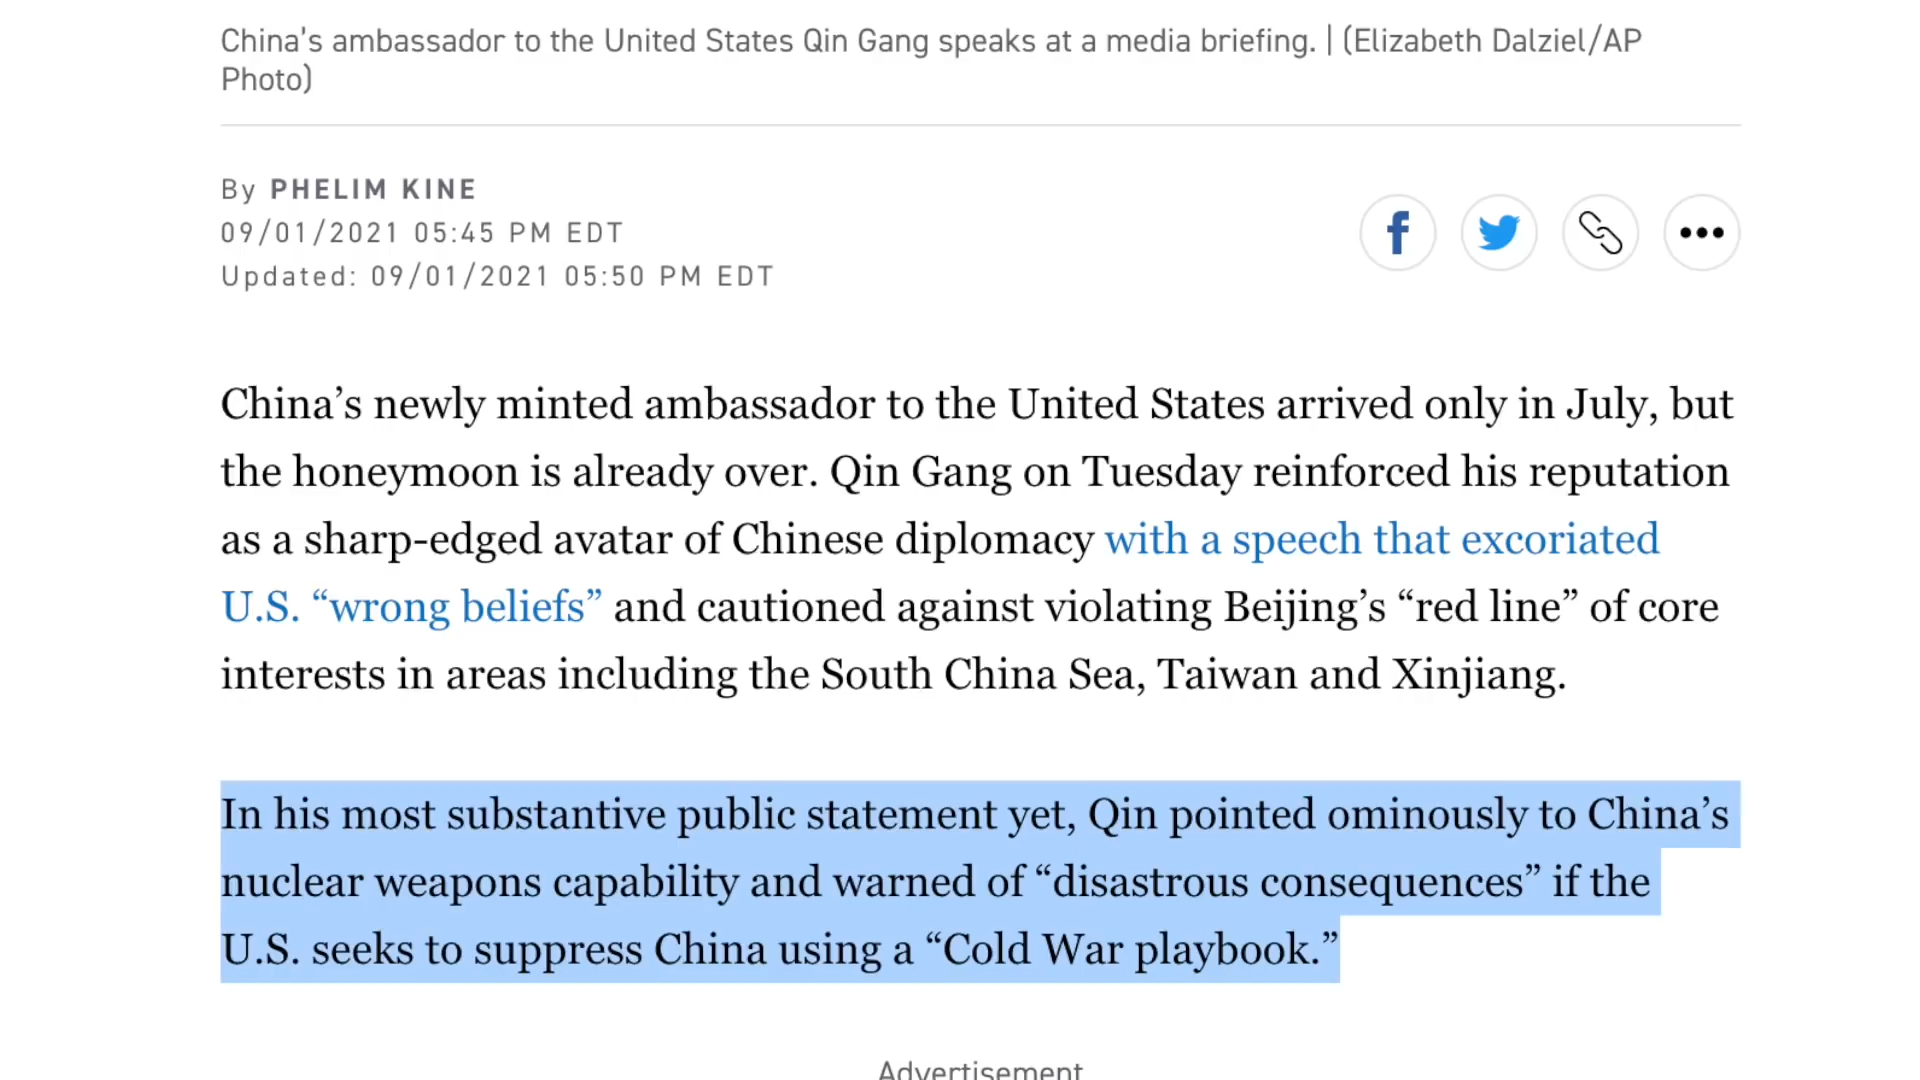 China’s ambassador to the United States Qin Gang speaks at a media briefing. | (Elizabeth Dalziel/AP
Photo)
By PHELIM KINE
09/01/2021 05:45 PM EDT
Updated: 09/01/2021 05:50 PM EDT
China’s newly minted ambassador to the United States arrived only in July, but
the honeymoon is already over. Qin Gang on Tuesday reinforced his reputation
as a sharp-edged avatar of Chinese diplomacy with a speech that excoriated
U.S. “wrong beliefs” and cautioned against violating Beijing’s “red line” of core
interests in areas including the South China Sea, Taiwan and Xinjiang.
In his most substantive public statement yet, Qin pointed ominously to China’s
nuclear weapons capability and warned of “disastrous consequences” if the
U.S. seeks to suppress China using a “Cold War playbook.”
Advertisement